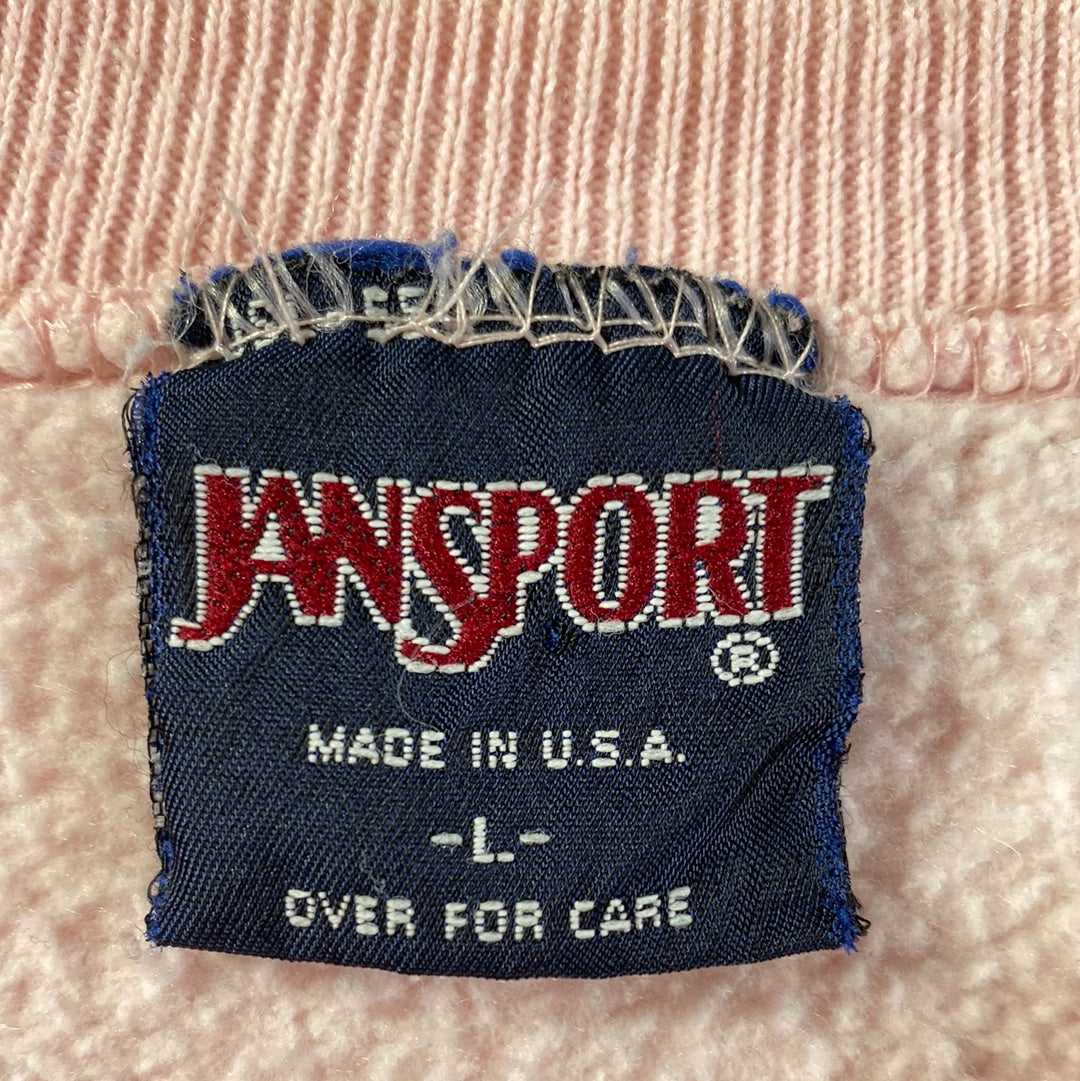 JANSPORT
®
MADE IN U.S.A.
-L-
OVER FOR CARE